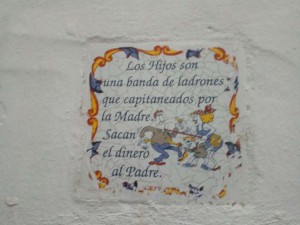 Los Hijos son
una banda de ladrones
que capitaneados por
la Madre,
Sacan
el dinero
al Padre.